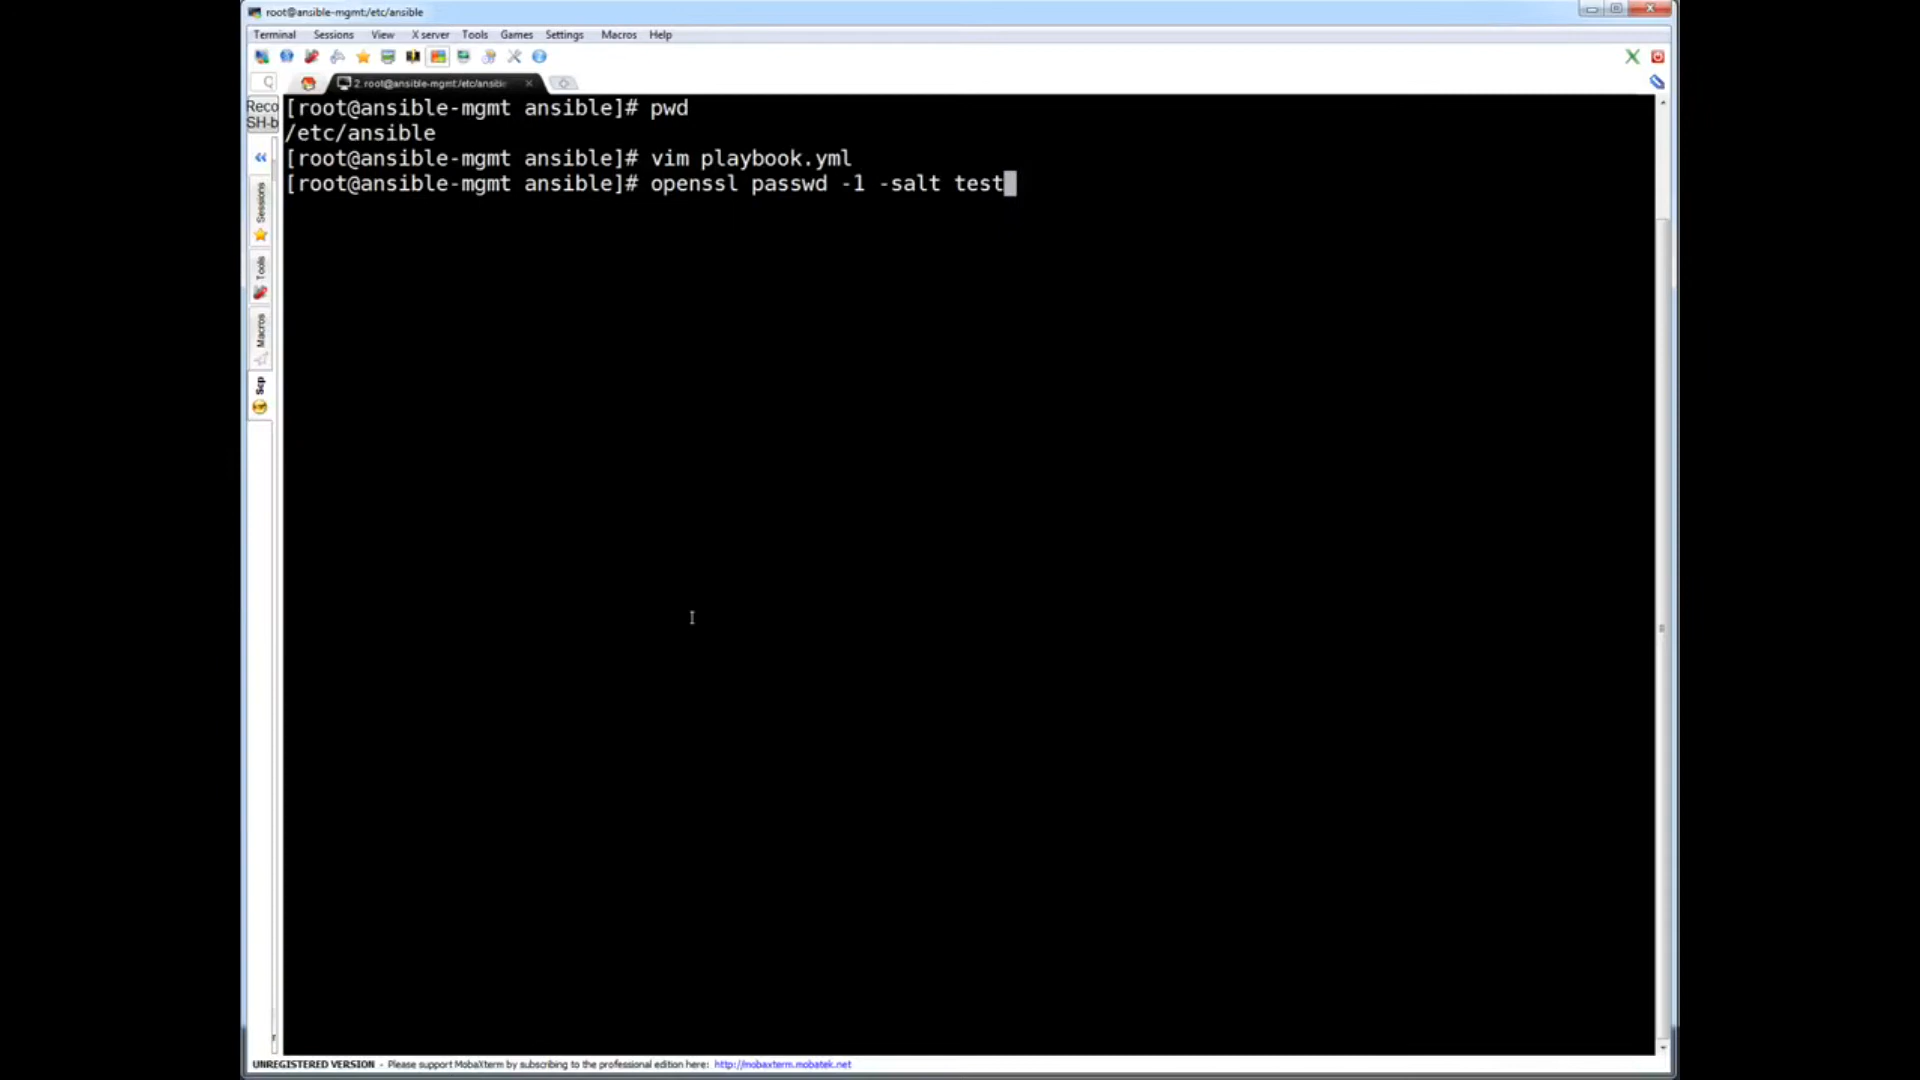 root@ansible-mgmt:/etc/ansible
Terminal Sessions View X server Tools Games Settings Macros Help
2. root@ansible-mgmt:/etc/ansible
Reco
SH-b
[root@ansible-mgmt ansible]# pwd
/etc/ansible
[root@ansible-mgmt ansible]# vim playbook.yml
[root@ansible-mgmt ansible]# openssl passwd -1 -salt test
Sessions
Tools
Macros
Scp
UNREGISTERED VERSION - Please support MobaXterm by subscribing to the professional edition here: http://mobaxterm.mobatek.net